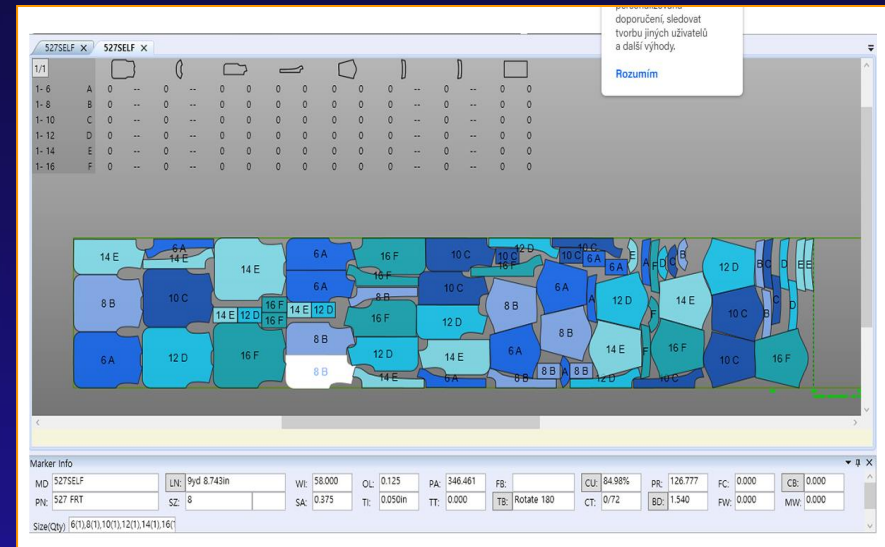 doporučení, sledovat
tvorbu jiných uživatelů
a další výhody.
Rozumím
527SELF X 527SELF X
1/1
1- 6 A 0 -- 0 -- 0 0 0 0 0 0 0 -- 0 -- 0 0
1- 8 B 0 -- 0 -- 0 0 0 0 0 0 0 -- 0 -- 0 0
1- 10 C 0 -- 0 -- 0 0 0 0 0 0 0 -- 0 -- 0 0
1- 12 D 0 -- 0 -- 0 0 0 0 0 0 0 -- 0 -- 0 0
1- 14 E 0 -- 0 -- 0 0 0 0 0 0 0 -- 0 -- 0 0
1- 16 F 0 -- 0 -- 0 0 0 0 0 0 0 -- 0 -- 0 0
14 E 6 A 14 E 14 E 6 A 16 F 10 C 10 C 12 D 16 F 10 C 10 C 6 A 6 A E A F D C B 12 D B C D E E
8 B 10 C 6 A 16 F 8 B 10 C 8 B 6 A A 12 D F 14 E 10 C B C D
14 E 12 D 16 F 16 F 14 E 12 D 16 F 12 D
6 A 12 D 16 F 8 B 12 D 14 E 6 A 8 B 14 E F 16 F 10 C 16 F
8 B 14 E 6 A 8 B 8 B A 8 B 12 D 10 C
Marker Info
MD 527SELF LN: 9yd 8.743in WI: 58.000 OL: 0.125 PA: 346.461 FB: CU: 84.98% PR: 126.777 FC: 0.000 CB: 0.000
PN: 527 FRT SZ: 8 SA: 0.375 TI: 0.050in TT: 0.000 TB: Rotate 180 CT: 0/72 BD: 1.540 FW: 0.000 MW: 0.000
Size(Qty) 6(1),8(1),10(1),12(1),14(1),16(